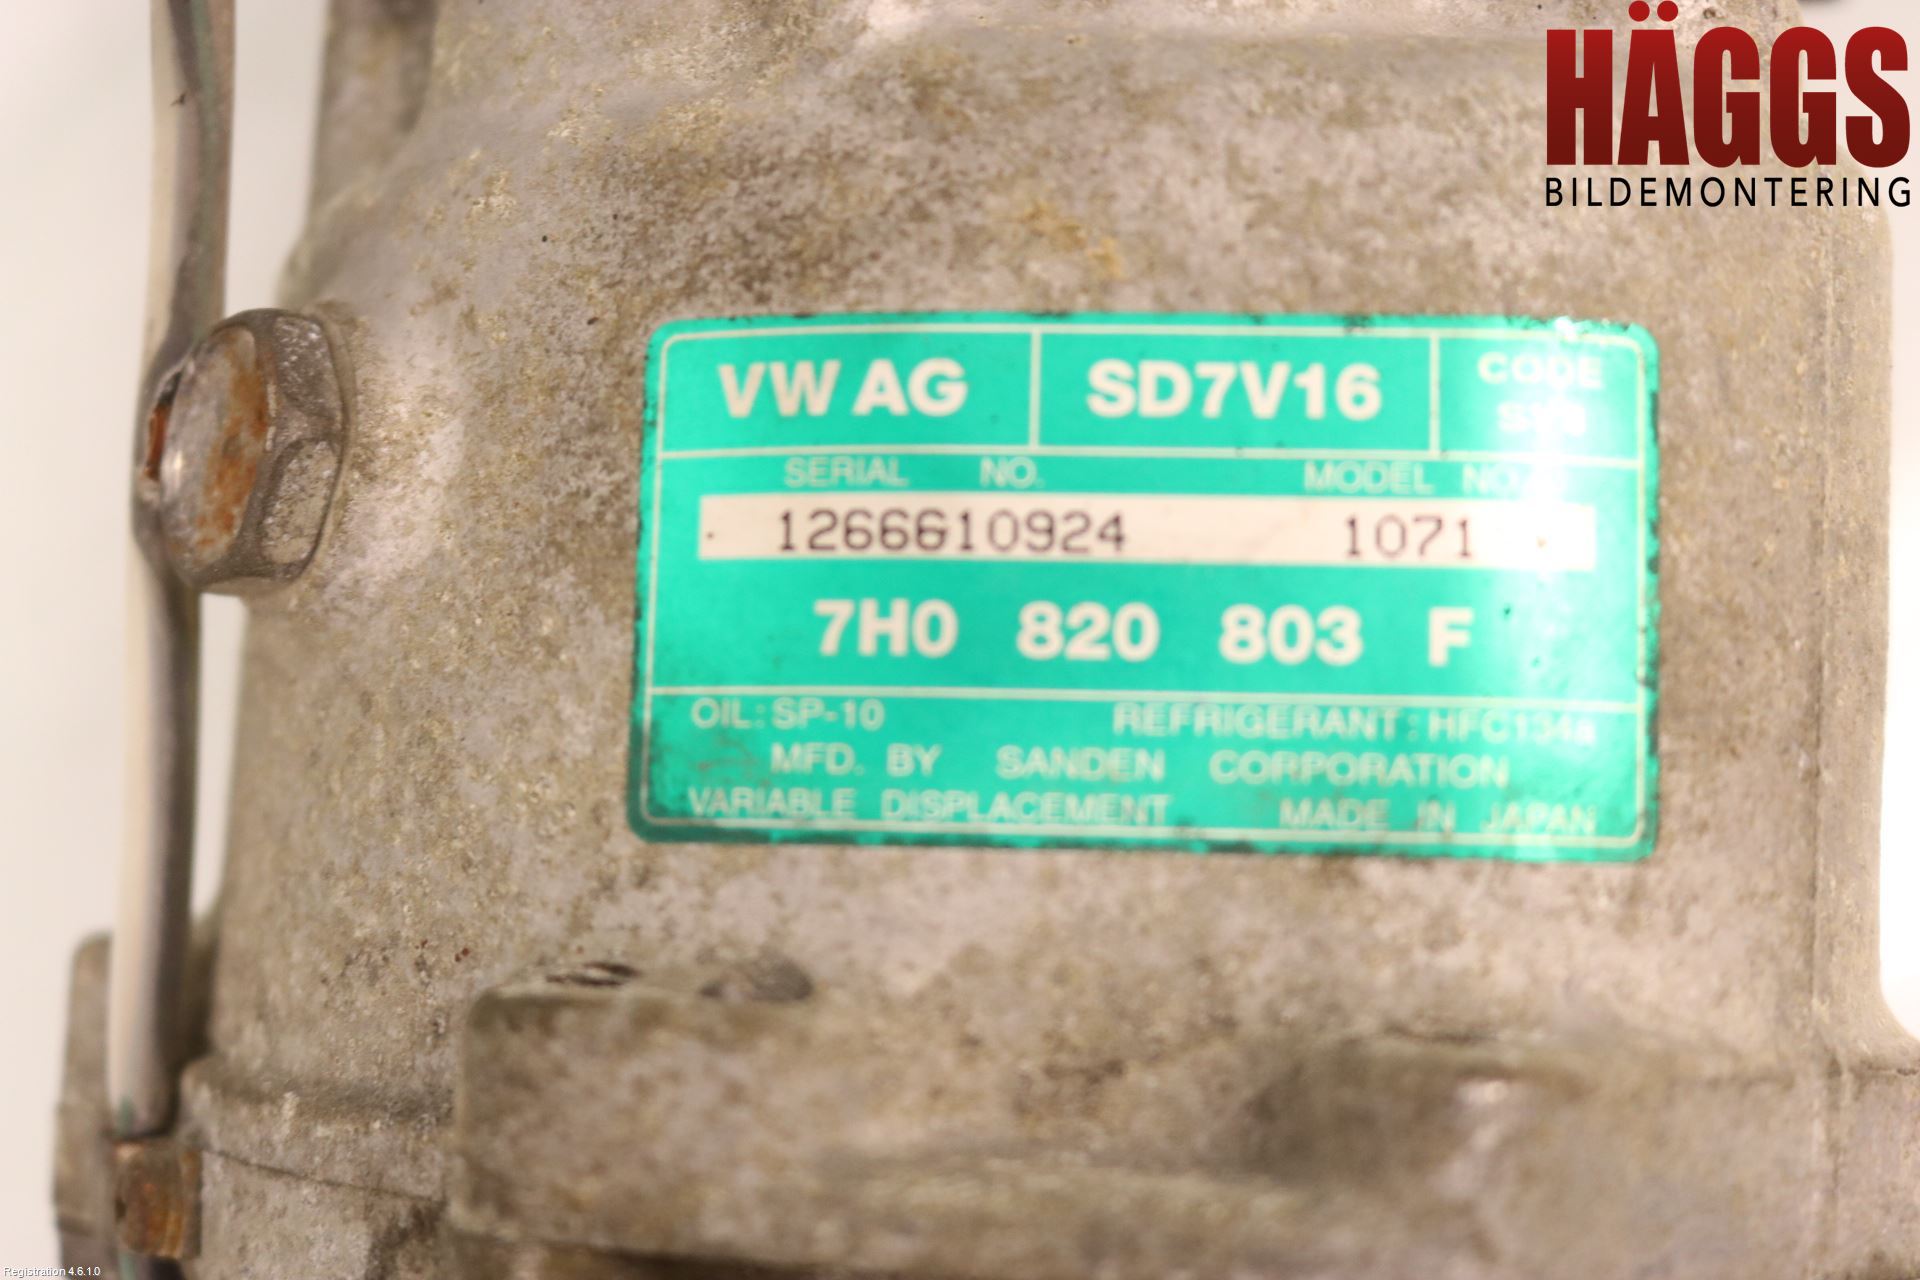 HÄGGS
BILDEMONTERING
VW AG SD7V16 CODE
SERIAL NO. MODEL NO.
1266610924 1071
7H0 820 803 F
OIL: SP-10 REFRIGERANT: HFC134a
MFD. BY SANDEN CORPORATION
VARIABLE DISPLACEMENT MADE IN JAPAN
Registration 4.6.1.0